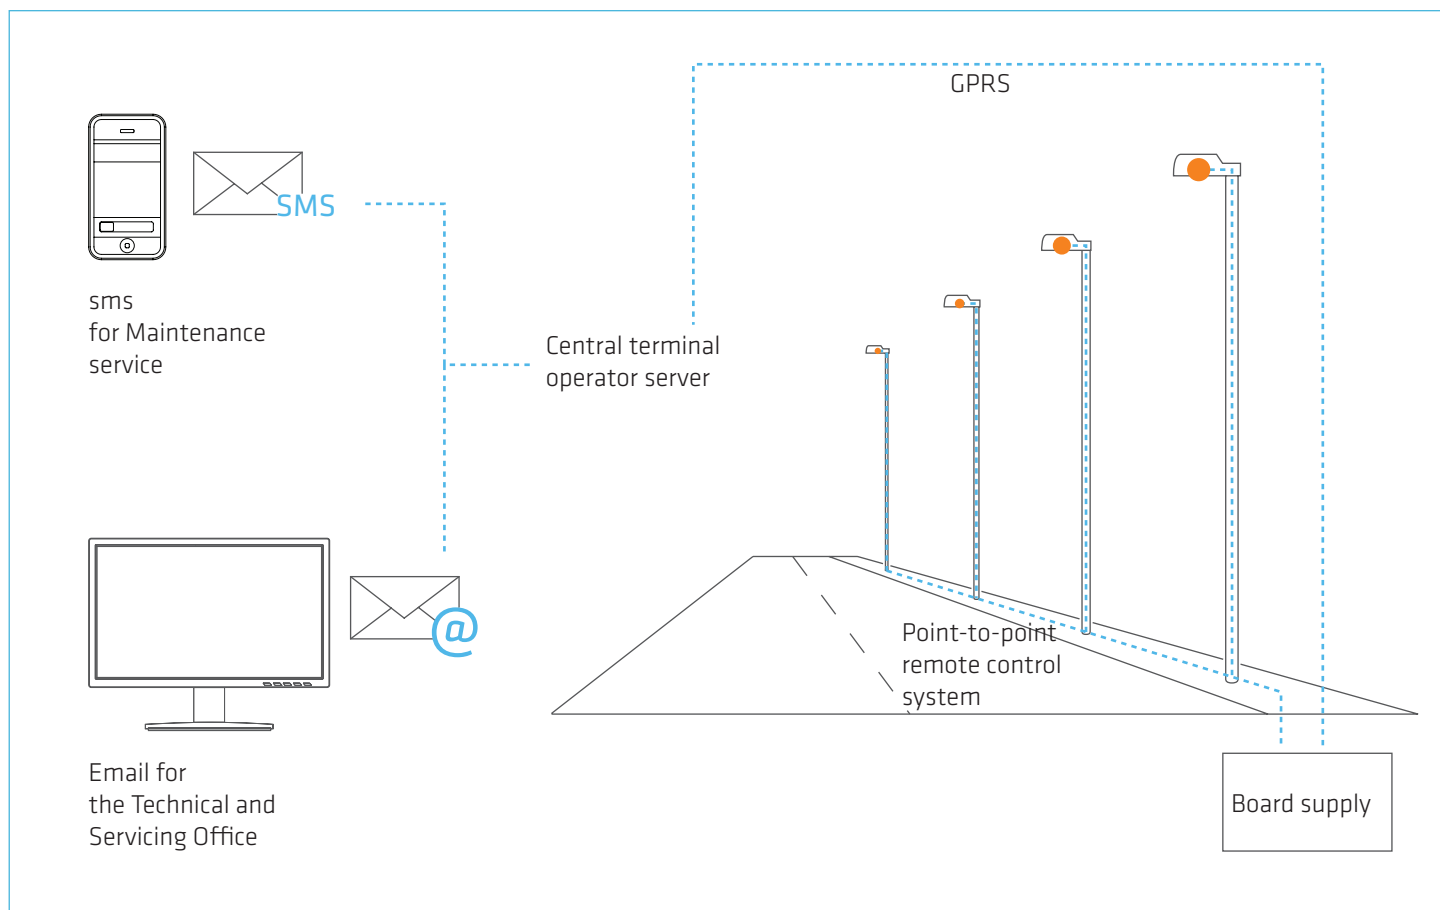 GPRS
SMS
sms
for Maintenance
service
Central terminal
operator server
Point-to-point
remote control
system
@
Email for
the Technical and
Servicing Office
Board supply